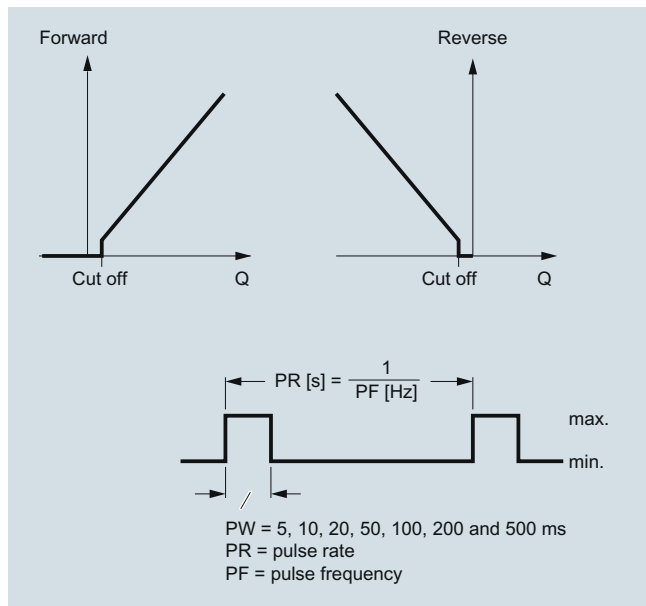 Forward
Reverse
Cut off
Q
Cut off
Q
PR [s] = 1 / PF [Hz]
max.
min.
PW = 5, 10, 20, 50, 100, 200 and 500 ms
PR = pulse rate
PF = pulse frequency